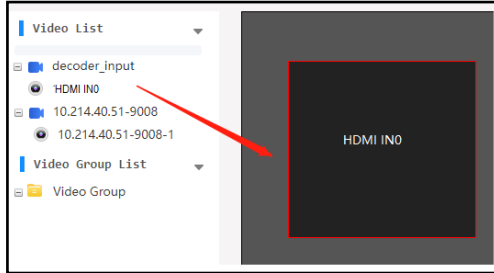 Video List
decoder_input
HDMI IN0
10.214.40.51-9008
10.214.40.51-9008-1
Video Group List
Video Group
HDMI IN0